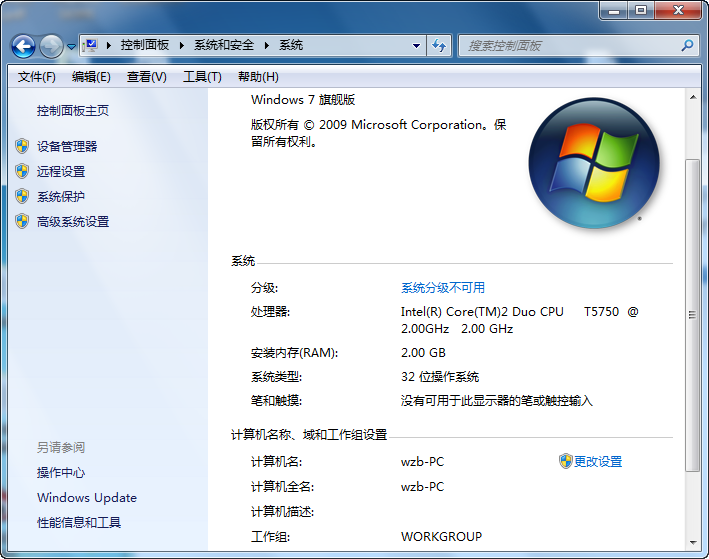 控制面板 系统和安全 系统
搜索控制面板
文件(F) 编辑(E) 查看(V) 工具(T) 帮助(H)
控制面板主页
设备管理器
远程设置
系统保护
高级系统设置
另请参阅
操作中心
Windows Update
性能信息和工具
Windows 7 旗舰版
版权所有 © 2009 Microsoft Corporation。保
留所有权利。
系统
分级: 系统分级不可用
处理器: Intel(R) Core(TM)2 Duo CPU T5750 @
2.00GHz 2.00 GHz
安装内存(RAM): 2.00 GB
系统类型: 32 位操作系统
笔和触摸: 没有可用于此显示器的笔或触控输入
计算机名称、域和工作组设置
计算机名: wzb-PC 更改设置
计算机全名: wzb-PC
计算机描述:
工作组: WORKGROUP